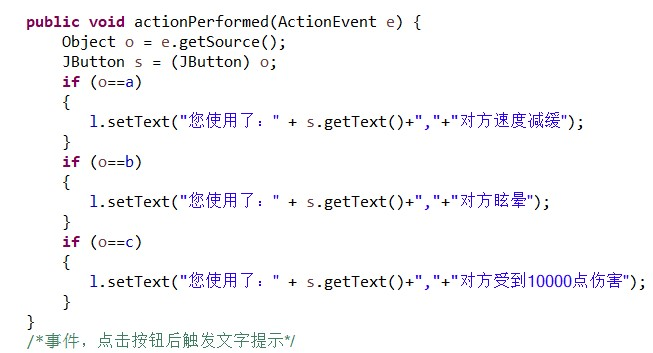 public void actionPerformed(ActionEvent e) {
Object o = e.getSource();
JButton s = (JButton) o;
if (o==a)
{
l.setText("您使用了：" + s.getText()+","+"对方速度减缓");
}
if (o==b)
{
l.setText("您使用了：" + s.getText()+","+"对方眩晕");
}
if (o==c)
{
l.setText("您使用了：" + s.getText()+","+"对方受到10000点伤害");
}
}
/*事件，点击按钮后触发文字提示*/